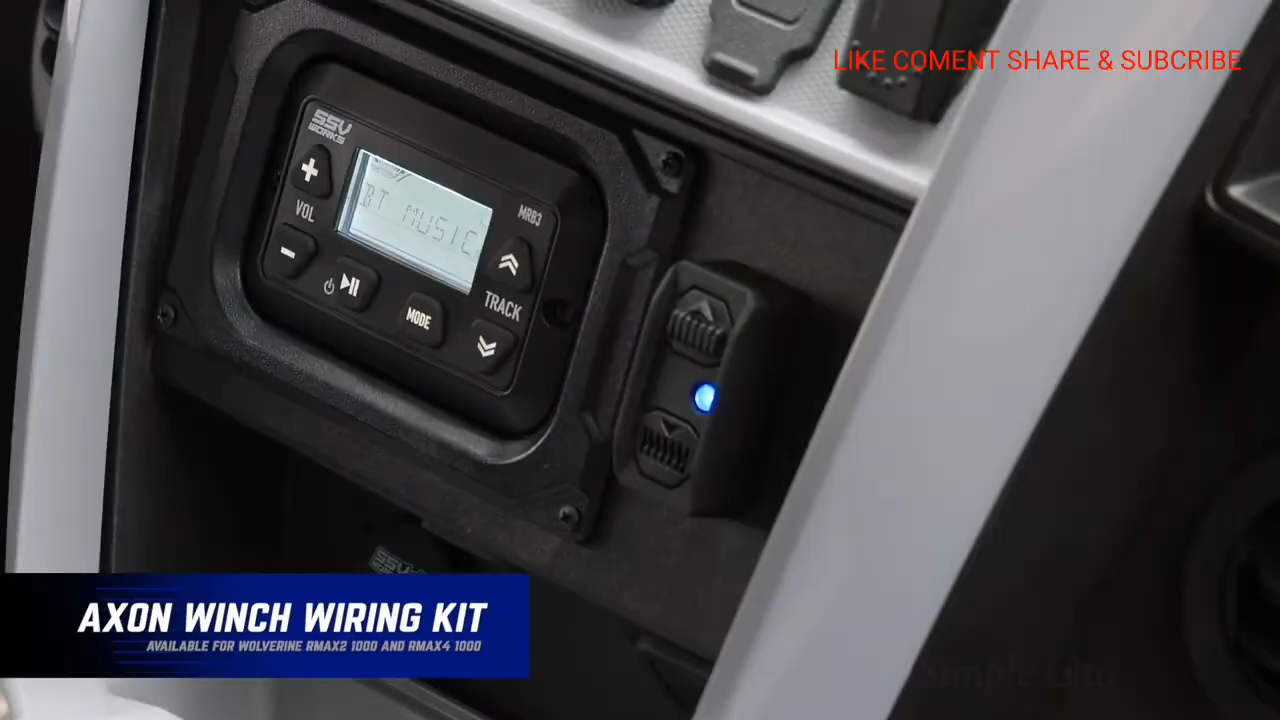 LIKE COMENT SHARE & SUBCRIBE
SSV
WORKS
BT MUSIC
MRB3
VOL
TRACK
MODE
AXON WINCH WIRING KIT
AVAILABLE FOR WOLVERINE RMAX2 1000 AND RMAX4 1000